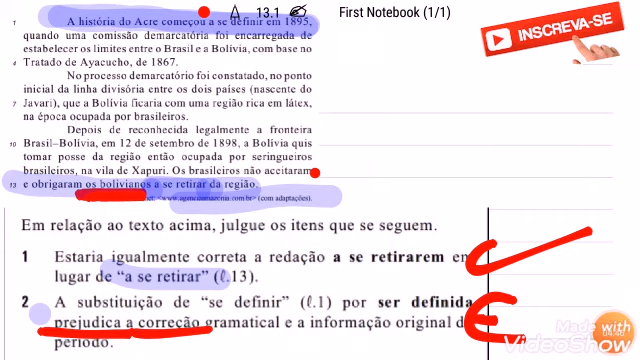 13.1
First Notebook (1/1)
INSCREVA-SE
1 A história do Acre começou a se definir em 1895,
quando uma comissão demarcatória foi encarregada de
estabelecer os limites entre o Brasil e a Bolívia, com base no
4 Tratado de Ayacucho, de 1867.
No processo demarcatório foi constatado, no ponto
inicial da linha divisória entre os dois países (nascente do
7 Javari), que a Bolívia ficaria com uma região rica em látex,
na época ocupada por brasileiros.
Depois de reconhecida legalmente a fronteira
10 Brasil–Bolívia, em 12 de setembro de 1898, a Bolívia quis
tomar posse da região então ocupada por seringueiros
brasileiros, na vila de Xapuri. Os brasileiros não aceitaram
13 e obrigaram os bolivianos a se retirar da região.
<www.agenciaamazonia.com.br> (com adaptações).
Em relação ao texto acima, julgue os itens que se seguem.
1 Estaria igualmente correta a redação a se retirarem em
lugar de “a se retirar” (ℓ.13).
2 A substituição de “se definir” (ℓ.1) por ser definida
prejudica a correção gramatical e a informação original d
período.
C
E
Made with
04:46
VideoShow